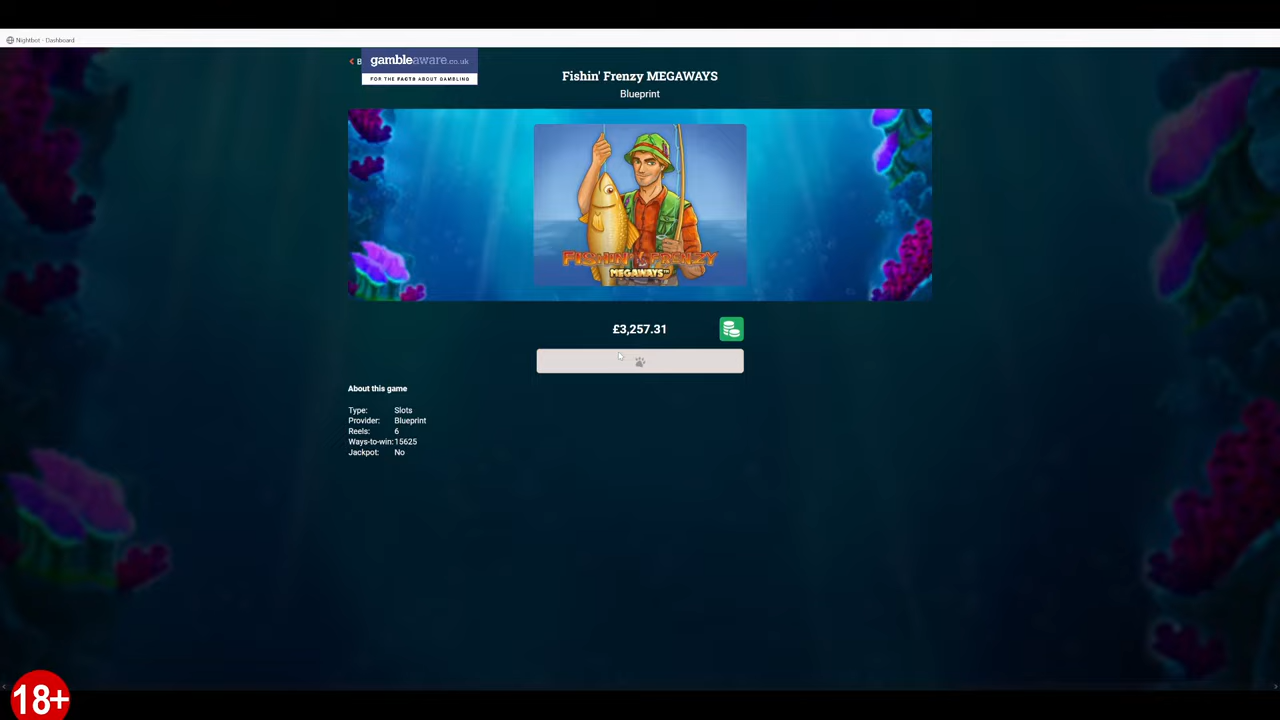 Nightbot - Dashboard
gambleaware.co.uk
FOR THE FACTS ABOUT GAMBLING
Fishin' Frenzy MEGAWAYS
Blueprint
FISHIN' FRENZY
MEGAWAYS™
£3,257.31
About this game
Type: Slots
Provider: Blueprint
Reels: 6
Ways-to-win: 15625
Jackpot: No
18+